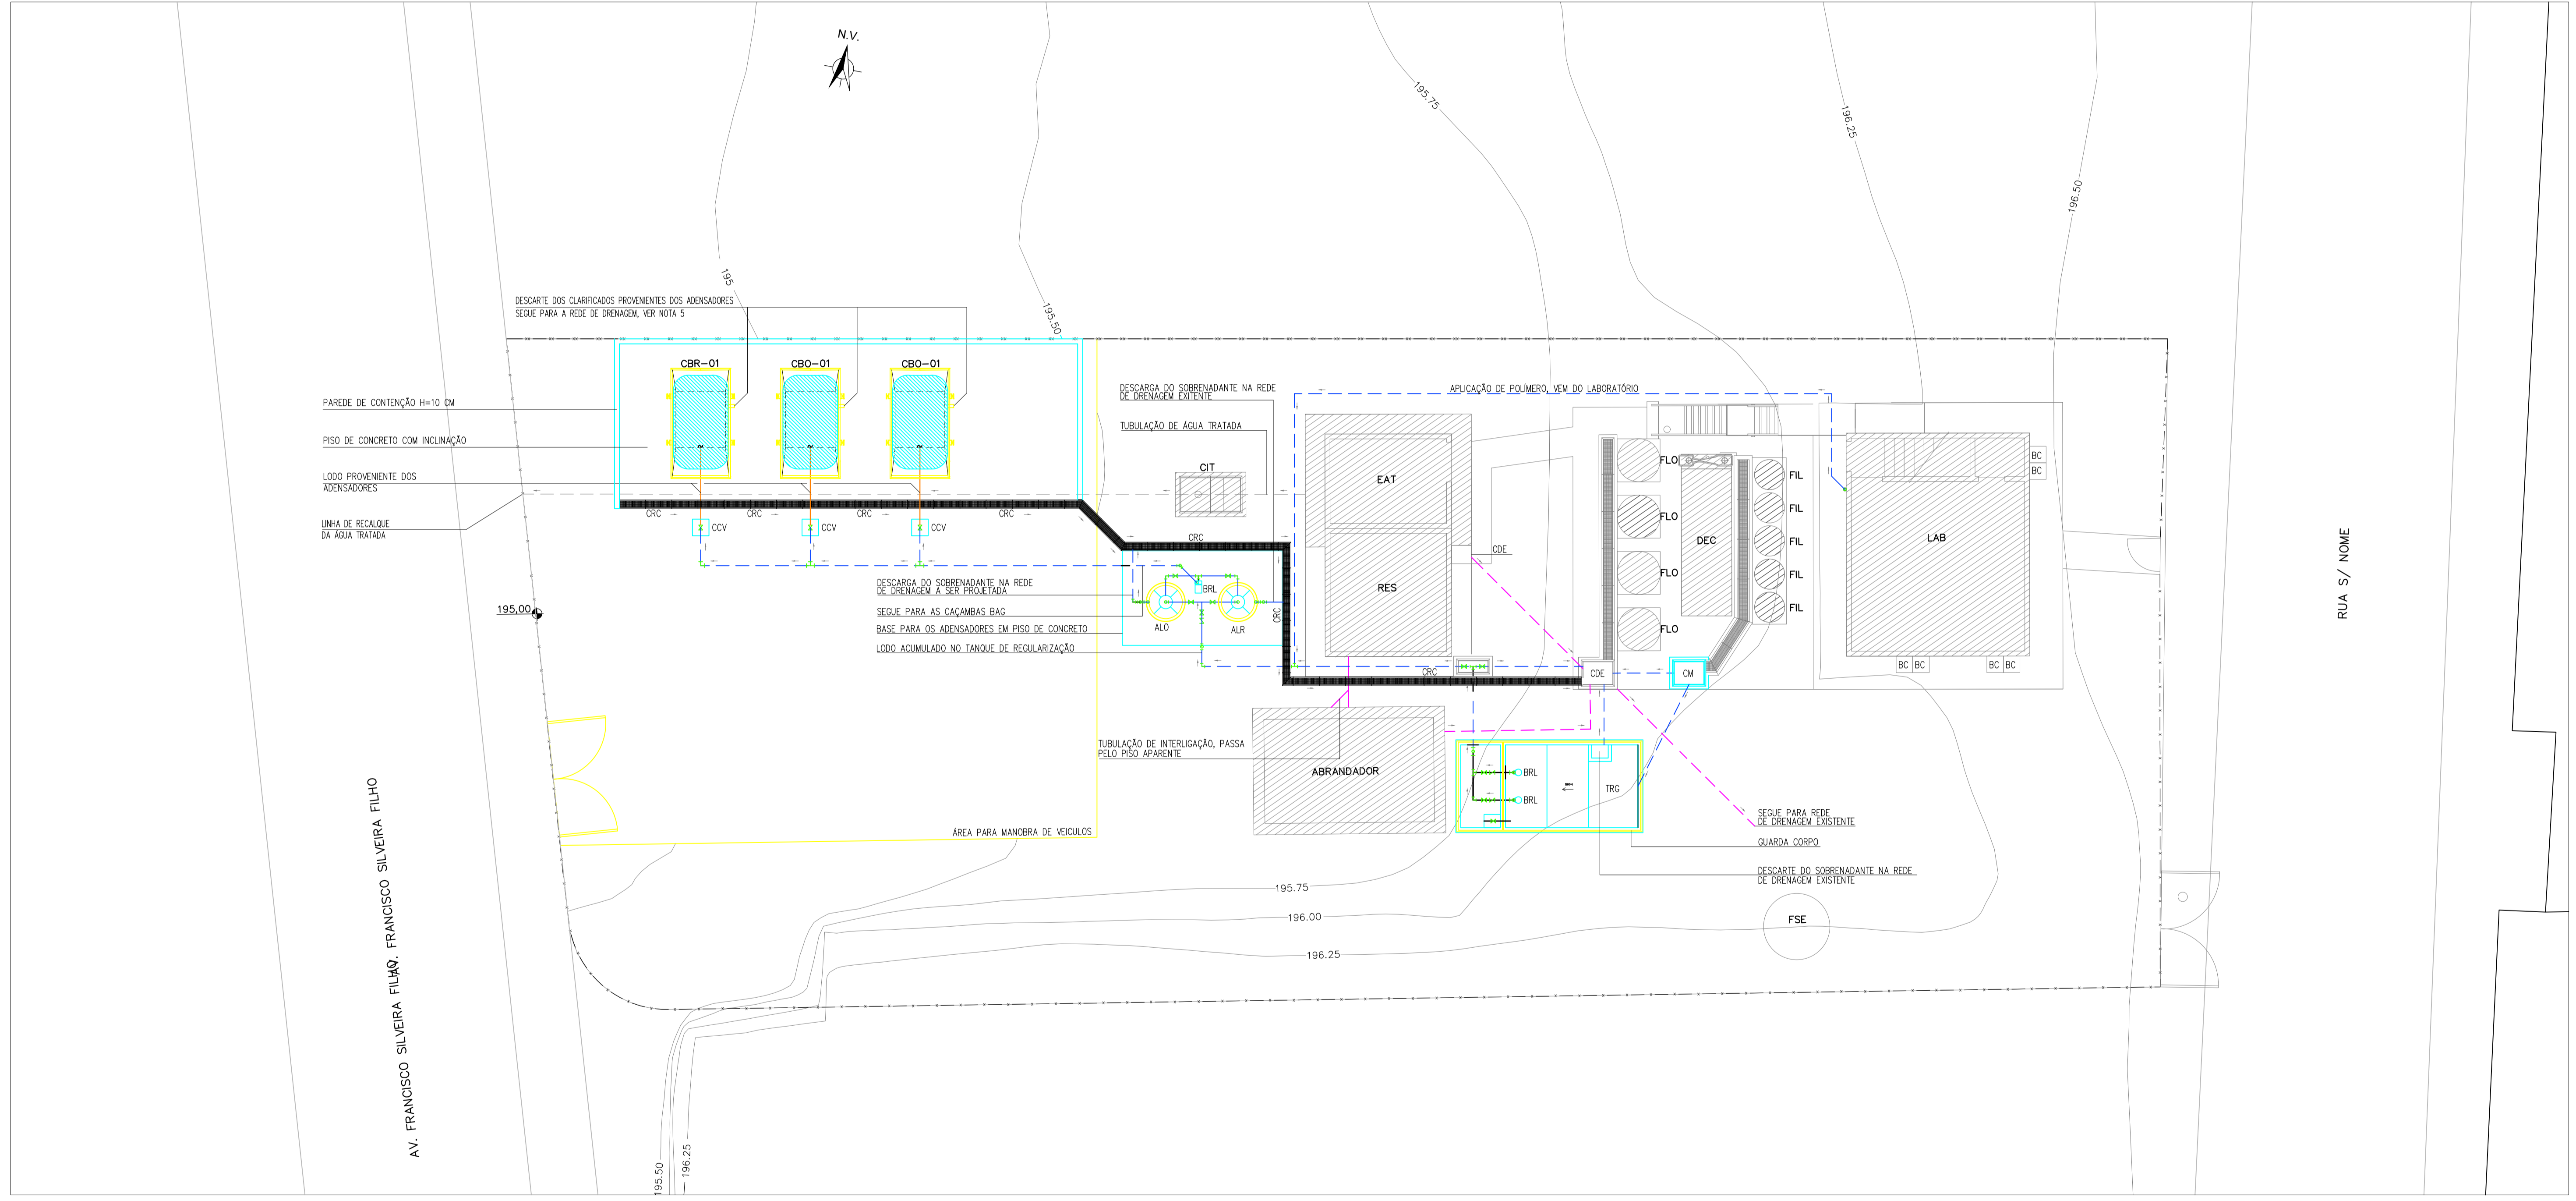 N.V.
195.75
196.25
196.50
195
195.50
DESCARTE DOS CLARIFICADOS PROVENIENTES DOS ADENSADORES
SEGUE PARA A REDE DE DRENAGEM, VER NOTA 5
CBR-01
CBO-01
CBO-01
PAREDE DE CONTENÇÃO H=10 CM
PISO DE CONCRETO COM INCLINAÇÃO
LODO PROVENIENTE DOS
ADENSADORES
LINHA DE RECALQUE
DA ÁGUA TRATADA
CRC
CRC
CRC
CRC
CCV
CCV
CCV
DESCARGA DO SOBRENADANTE NA REDE
DE DRENAGEM EXITENTE
TUBULAÇÃO DE ÁGUA TRATADA
CIT
CRC
APLICAÇÃO DE POLÍMERO, VEM DO LABORATÓRIO
EAT
RES
CDE
FLO
FLO
FLO
FLO
DEC
FIL
FIL
FIL
FIL
FIL
LAB
BC
BC
BC
BC
BC
BC
RUA S/ NOME
195,00
DESCARGA DO SOBRENADANTE NA REDE
DE DRENAGEM A SER PROJETADA
SEGUE PARA AS CAÇAMBAS BAG
BASE PARA OS ADENSADORES EM PISO DE CONCRETO
LODO ACUMULADO NO TANQUE DE REGULARIZAÇÃO
BRL
ALO
ALR
CRC
CRC
CDE
CM
TUBULAÇÃO DE INTERLIGAÇÃO, PASSA
PELO PISO APARENTE
ABRANDADOR
BRL
BRL
TRG
SEGUE PARA REDE
DE DRENAGEM EXISTENTE
GUARDA CORPO
DESCARTE DO SOBRENADANTE NA REDE
DE DRENAGEM EXISTENTE
ÁREA PARA MANOBRA DE VEICULOS
195.75
196.00
196.25
FSE
AV. FRANCISCO SILVEIRA FILHO
AV. FRANCISCO SILVEIRA FILHO
195.50
196.25